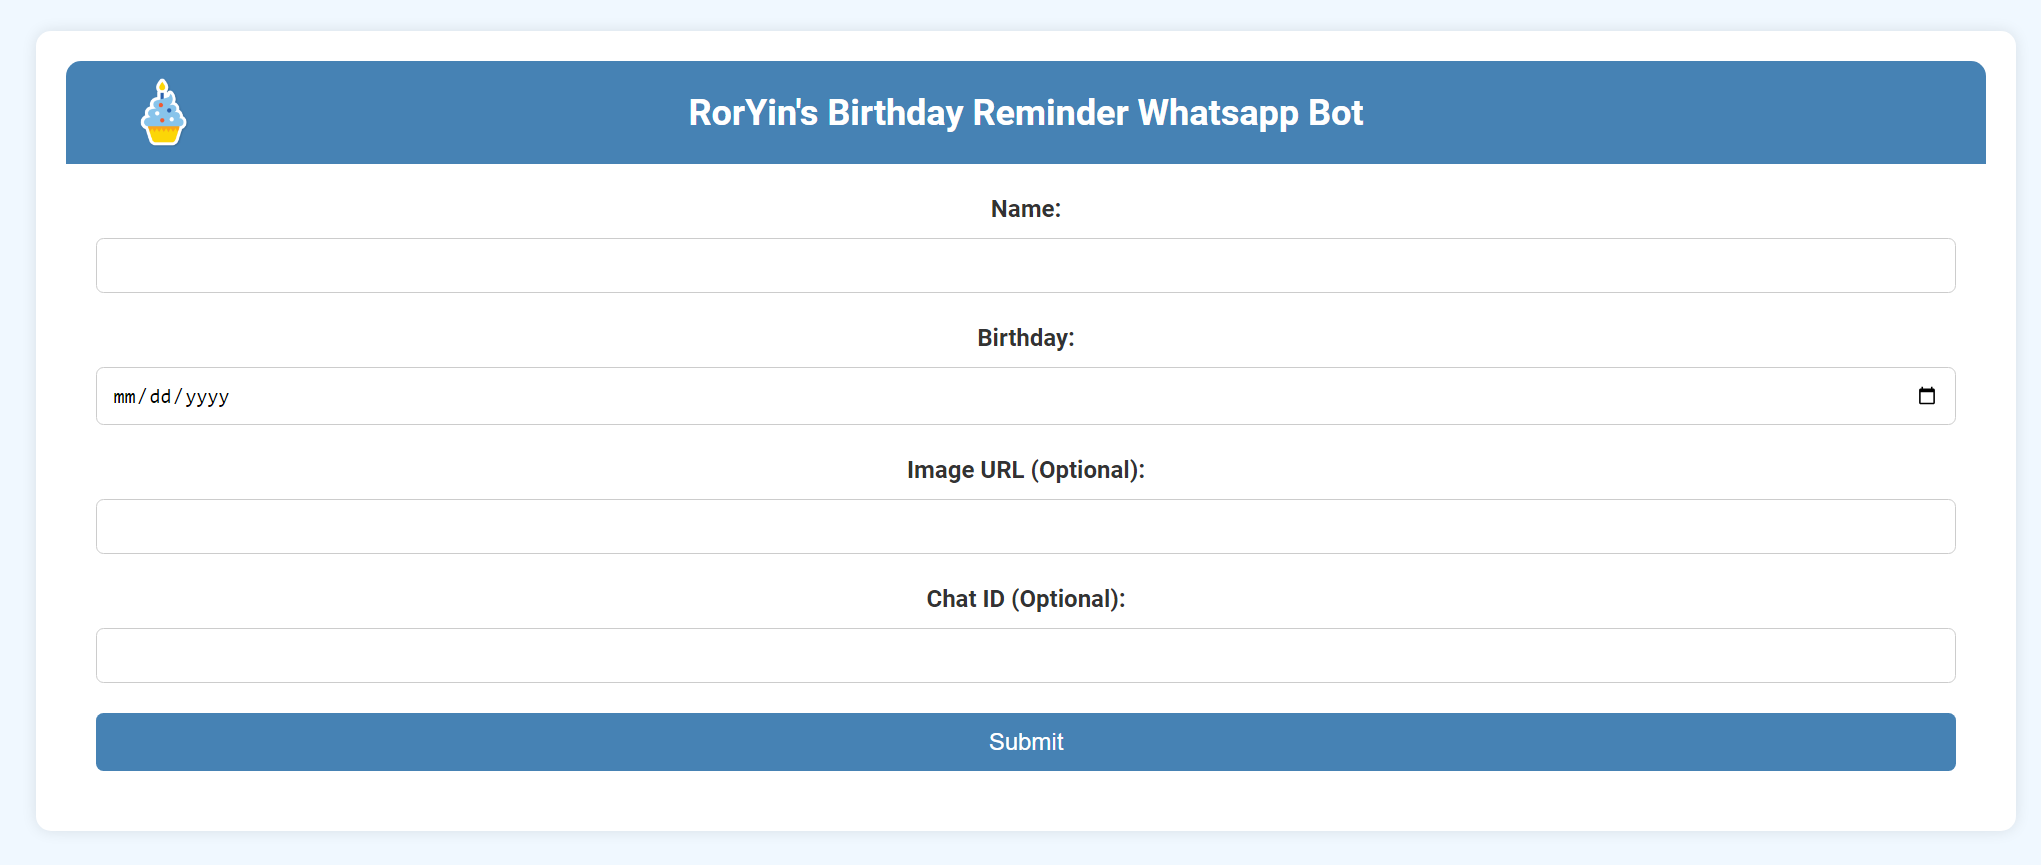 RorYin's Birthday Reminder Whatsapp Bot
Name:
Birthday:
mm/dd/yyyy
Image URL (Optional):
Chat ID (Optional):
Submit